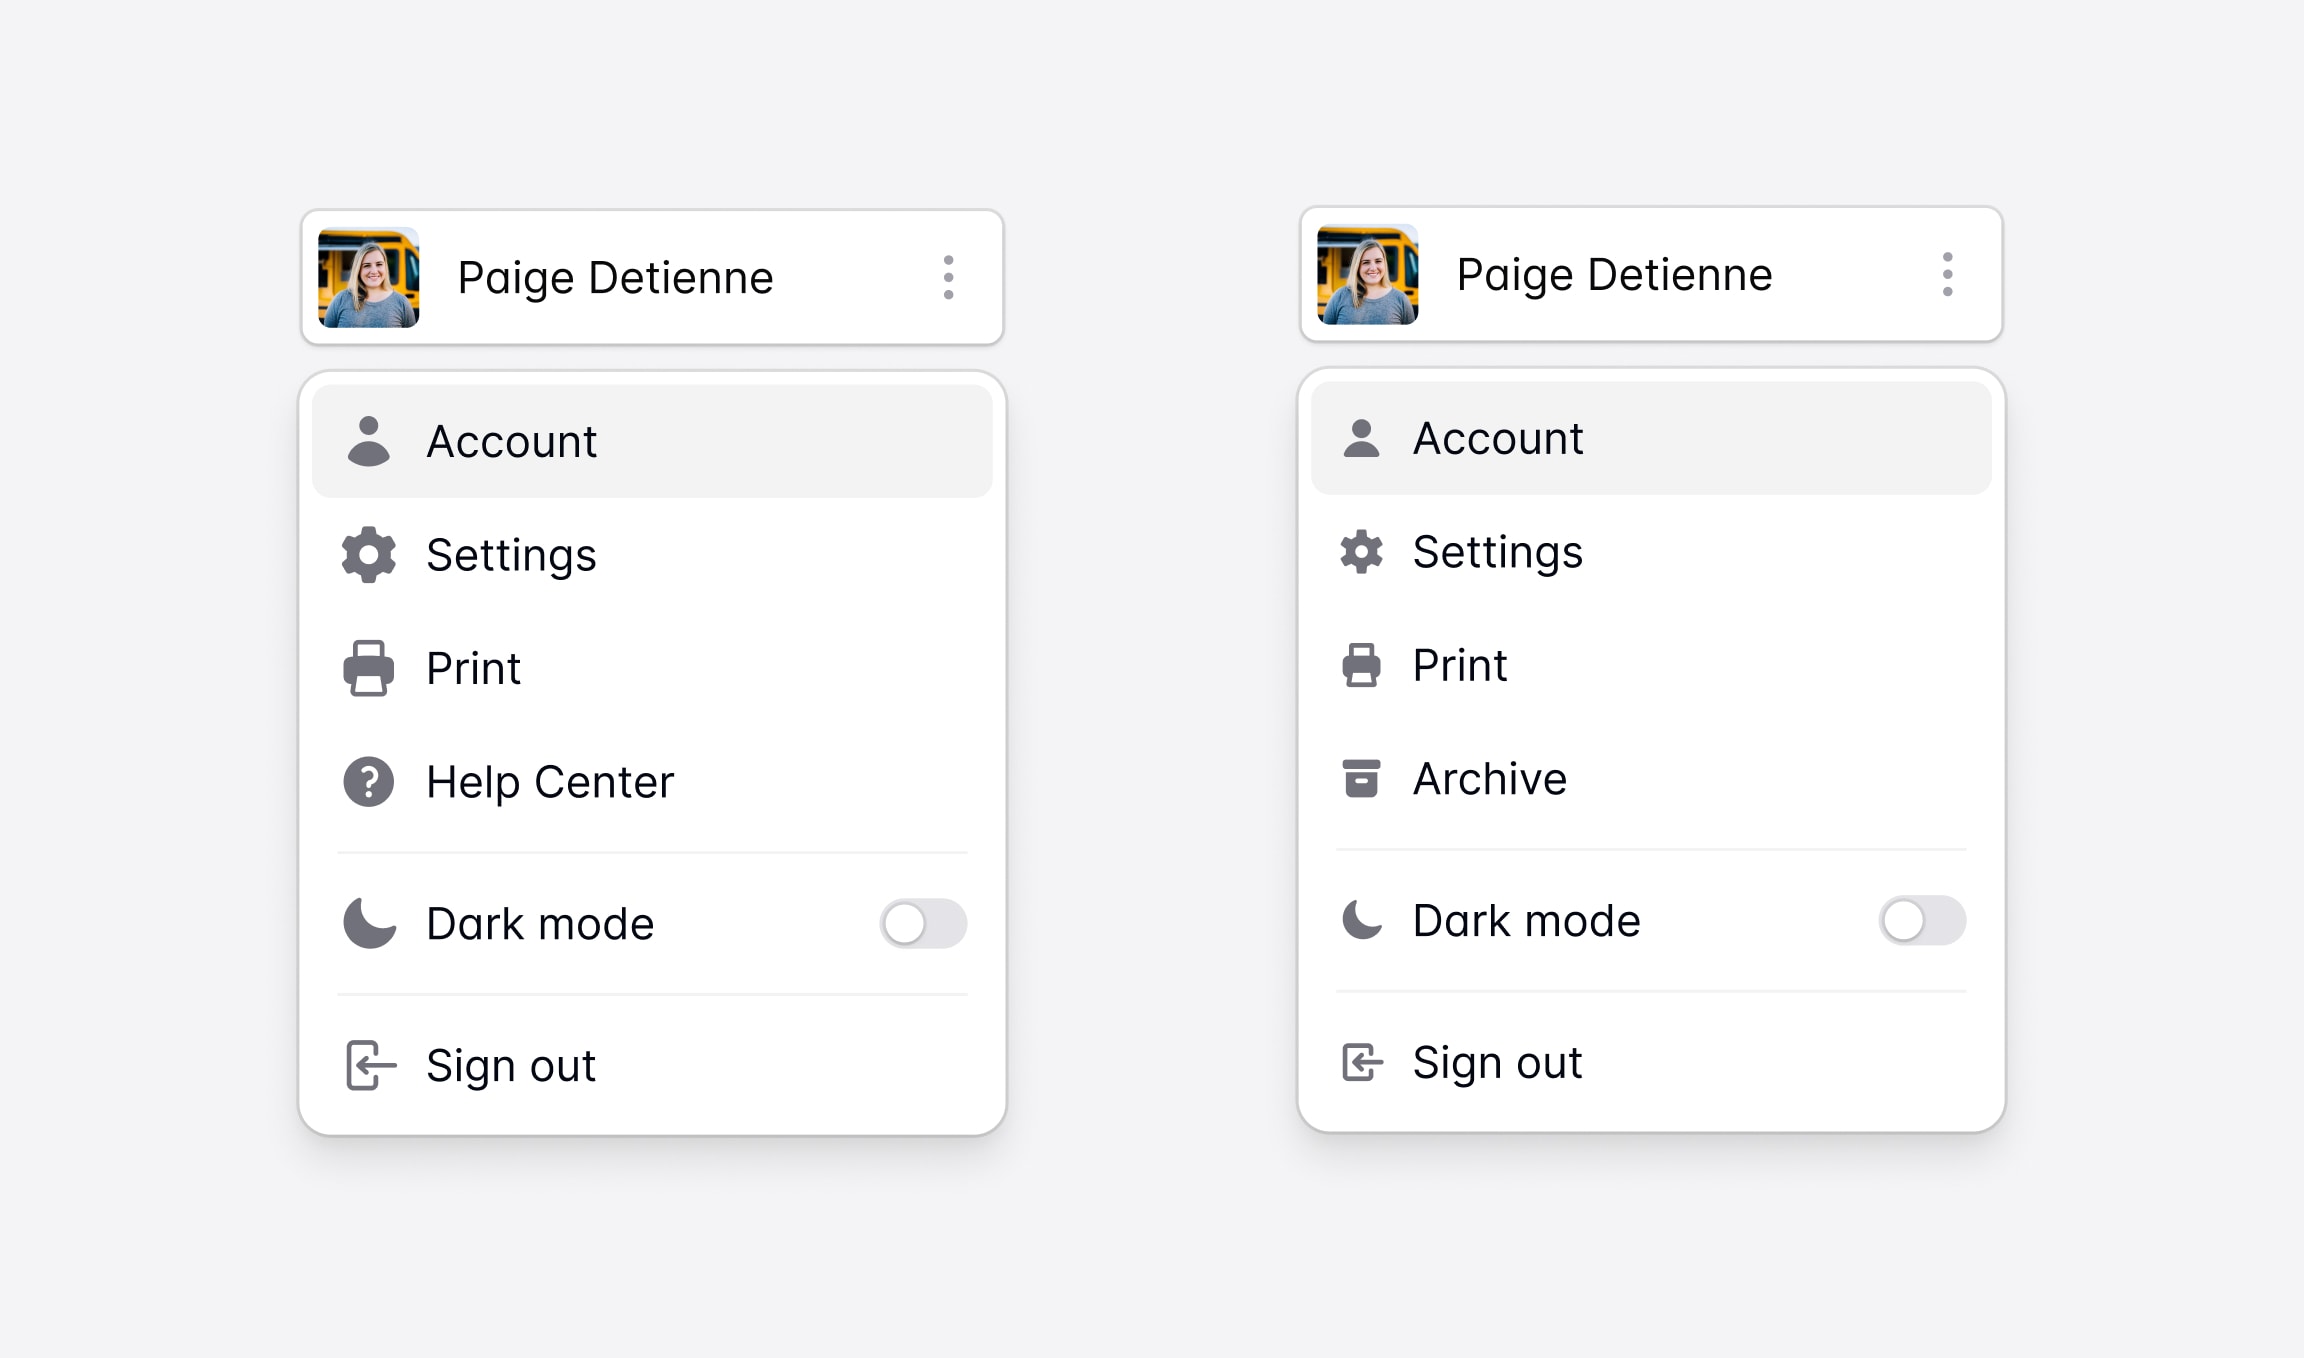 Paige Detienne
Account
Settings
Print
Help Center
Dark mode
Sign out
Paige Detienne
Account
Settings
Print
Archive
Dark mode
Sign out